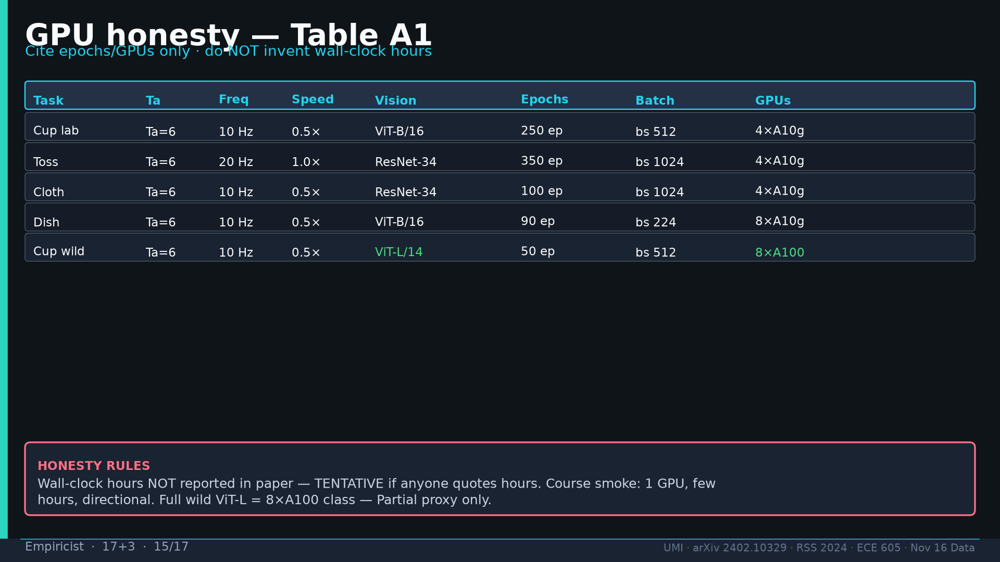 GPU honesty — Table A1
Cite epochs/GPUs only · do NOT invent wall-clock hours
Task Ta Freq Speed Vision Epochs Batch GPUs
Cup lab Ta=6 10 Hz 0.5× ViT-B/16 250 ep bs 512 4×A10g
Toss Ta=6 20 Hz 1.0× ResNet-34 350 ep bs 1024 4×A10g
Cloth Ta=6 10 Hz 0.5× ResNet-34 100 ep bs 1024 4×A10g
Dish Ta=6 10 Hz 0.5× ViT-B/16 90 ep bs 224 8×A10g
Cup wild Ta=6 10 Hz 0.5× ViT-L/14 50 ep bs 512 8×A100
HONESTY RULES
Wall-clock hours NOT reported in paper — TENTATIVE if anyone quotes hours. Course smoke: 1 GPU, few
hours, directional. Full wild ViT-L = 8×A100 class — Partial proxy only.
Empiricist · 17+3 · 15/17
UMI · arXiv 2402.10329 · RSS 2024 · ECE 605 · Nov 16 Data